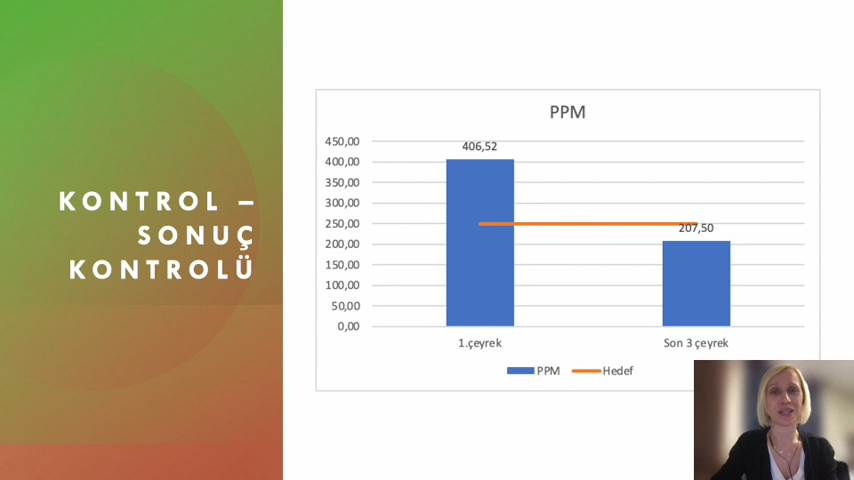 KONTROL –
SONUÇ
KONTROLÜ
PPM
450,00
400,00
350,00
300,00
250,00
200,00
150,00
100,00
50,00
0,00
406,52
207,50
1.çeyrek
Son 3 çeyrek
PPM
Hedef